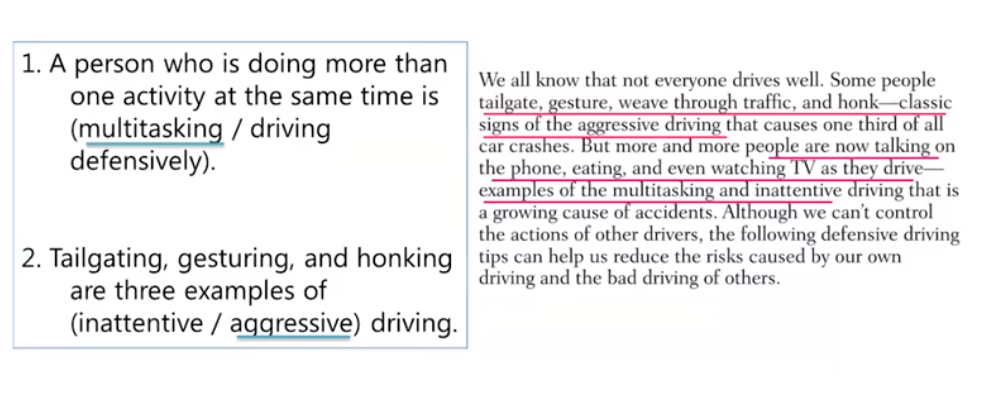 1. A person who is doing more than
one activity at the same time is
(multitasking / driving
defensively).
2. Tailgating, gesturing, and honking
are three examples of
(inattentive / aggressive) driving.
We all know that not everyone drives well. Some people
tailgate, gesture, weave through traffic, and honk—classic
signs of the aggressive driving that causes one third of all
car crashes. But more and more people are now talking on
the phone, eating, and even watching TV as they drive—
examples of the multitasking and inattentive driving that is
a growing cause of accidents. Although we can't control
the actions of other drivers, the following defensive driving
tips can help us reduce the risks caused by our own
driving and the bad driving of others.